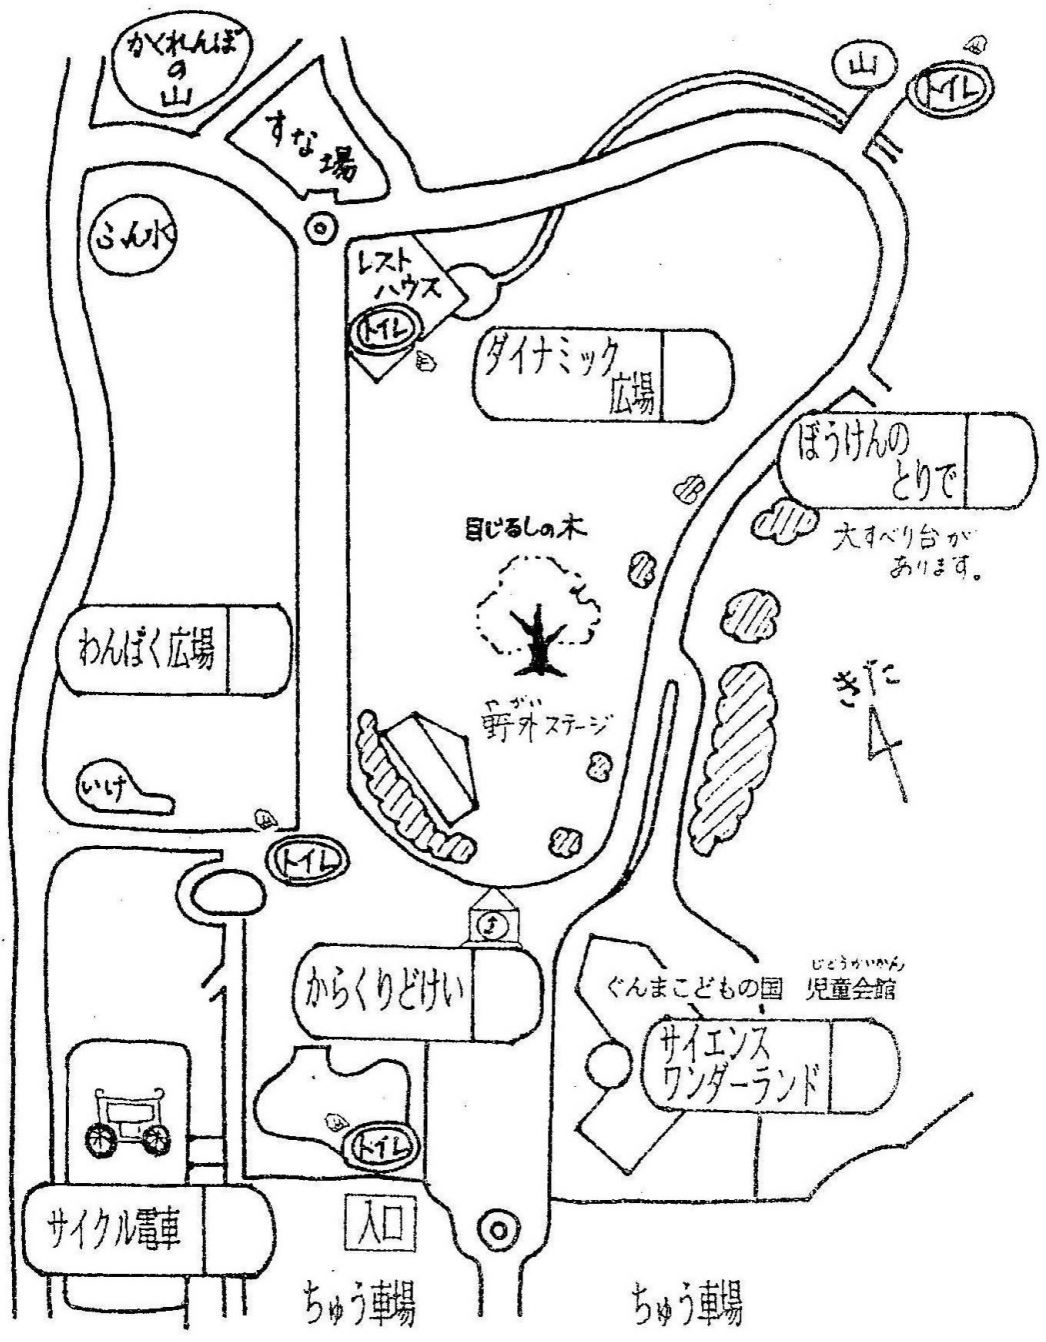 かくれんぼ
の
山
すな場
山
トイレ
ふん水
レスト
ハウス
トイレ
ダイナミック
広場
ぼうけんの
とりで
大すべり台が
あります。
目じるしの木
わんぱく広場
きた
やがい
野外ステージ
いけ
トイレ
からくりどけい
じどうかいかん
ぐんまこどもの国 児童会館
サイエンス
ワンダーランド
トイレ
サイクル電車
入口
ちゅう車場
ちゅう車場